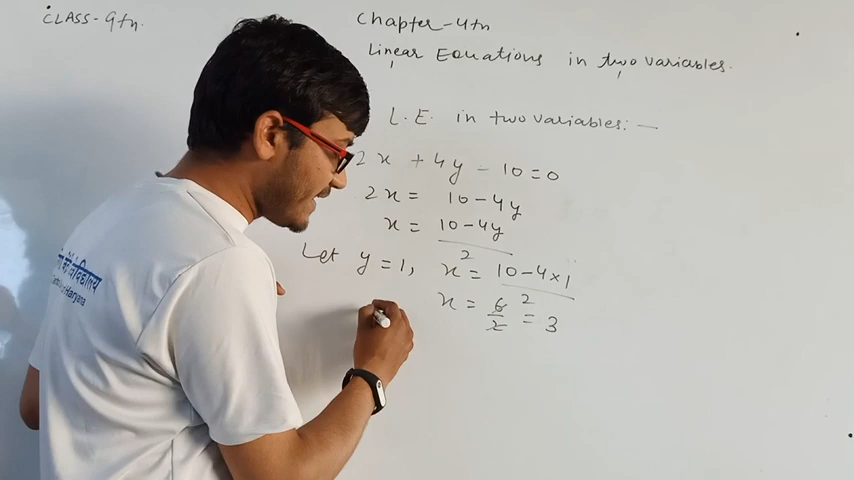 CLASS-9th.
Chapter-4th
Linear Equations in two variables.
L.E. in two variables:—
2x + 4y - 10 = 0
2x = 10 - 4y
x = 10 - 4y
2
Let y = 1, x = 10 - 4 × 1
2
x = 6/2 = 3
Haryana